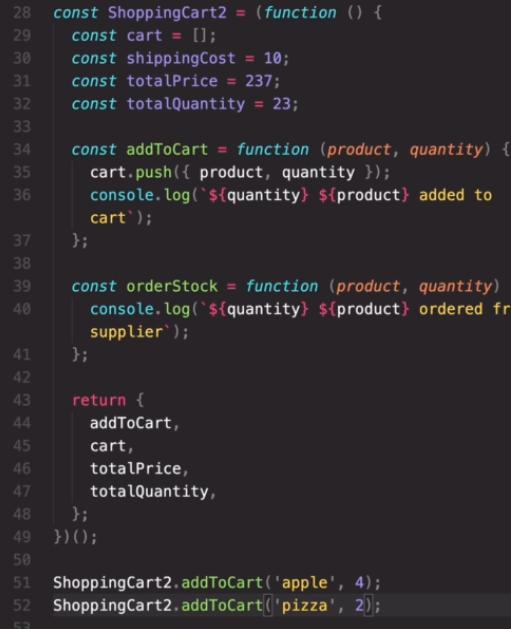 28 const ShoppingCart2 = (function () {
29 const cart = [];
30 const shippingCost = 10;
31 const totalPrice = 237;
32 const totalQuantity = 23;
33
34 const addToCart = function (product, quantity) {
35 cart.push({ product, quantity });
36 console.log(`${quantity} ${product} added to
cart`);
37 };
38
39 const orderStock = function (product, quantity)
40 console.log(`${quantity} ${product} ordered fr
supplier`);
41 };
42
43 return {
44 addToCart,
45 cart,
46 totalPrice,
47 totalQuantity,
48 };
49 })();
50
51 ShoppingCart2.addToCart('apple', 4);
52 ShoppingCart2.addToCart('pizza', 2);
53